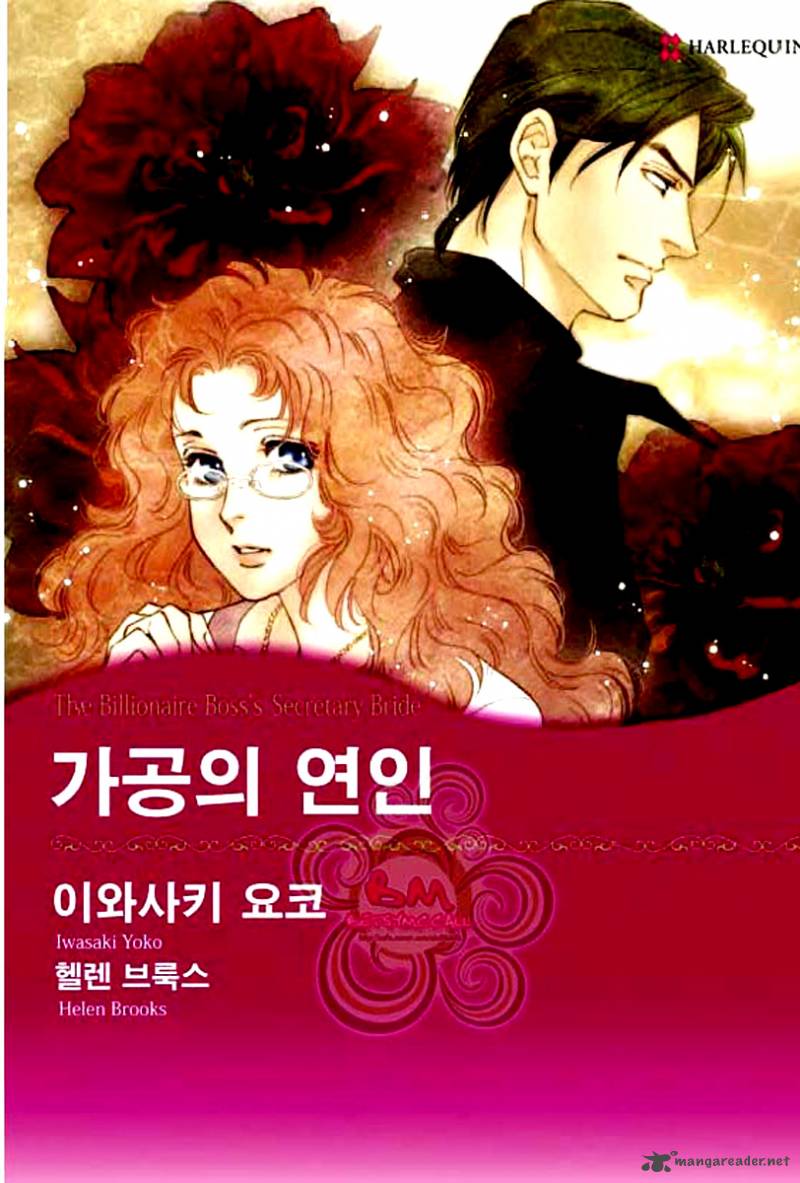 HARLEQUIN
The Billionaire Boss's Secretary Bride
가공의 연인
이와사키 요코
Iwasaki Yoko
헬렌 브룩스
Helen Brooks
BM
mangareader.net